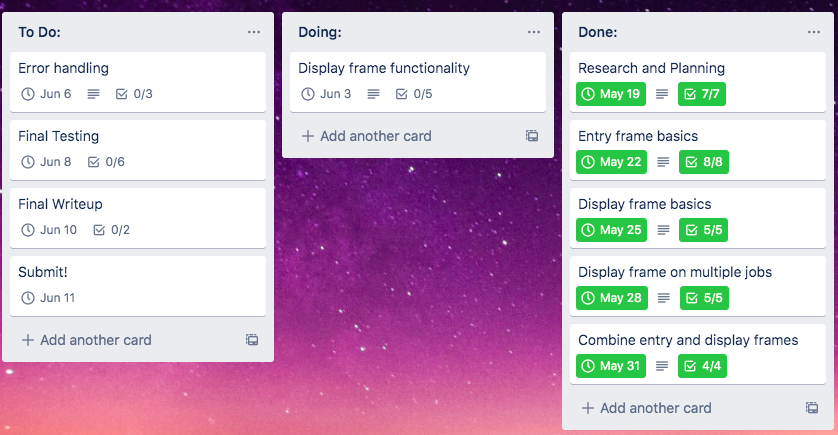 To Do:
Error handling
Jun 6 0/3
Final Testing
Jun 8 0/6
Final Writeup
Jun 10 0/2
Submit!
Jun 11
+ Add another card
Doing:
Display frame functionality
Jun 3 0/5
+ Add another card
Done:
Research and Planning
May 19 7/7
Entry frame basics
May 22 8/8
Display frame basics
May 25 5/5
Display frame on multiple jobs
May 28 5/5
Combine entry and display frames
May 31 4/4
+ Add another card